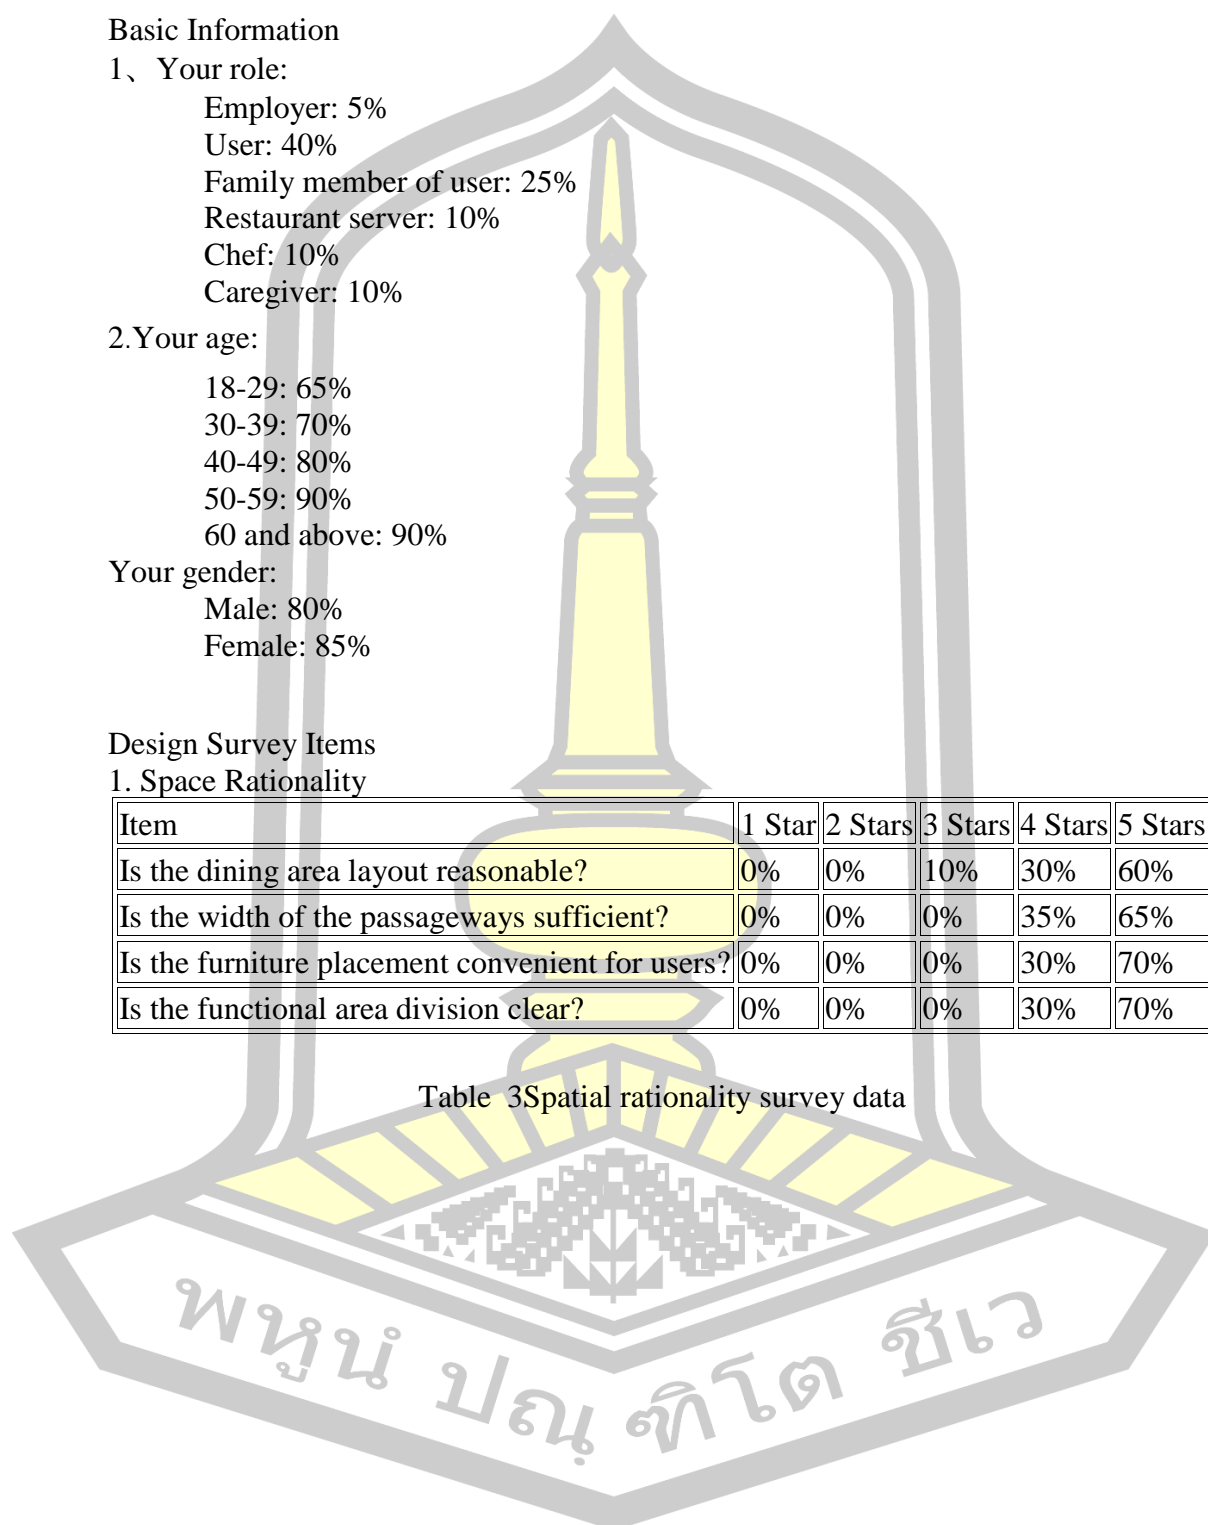 Basic Information
1、Your role:
Employer: 5%
User: 40%
Family member of user: 25%
Restaurant server: 10%
Chef: 10%
Caregiver: 10%
2.Your age:
18-29: 65%
30-39: 70%
40-49: 80%
50-59: 90%
60 and above: 90%
Your gender:
Male: 80%
Female: 85%
Design Survey Items
1. Space Rationality
Item 1 Star 2 Stars 3 Stars 4 Stars 5 Stars
Is the dining area layout reasonable? 0% 0% 10% 30% 60%
Is the width of the passageways sufficient? 0% 0% 0% 35% 65%
Is the furniture placement convenient for users? 0% 0% 0% 30% 70%
Is the functional area division clear? 0% 0% 0% 30% 70%
Table 3Spatial rationality survey data
พหูนํ ปณฺฑิโต ชีเว